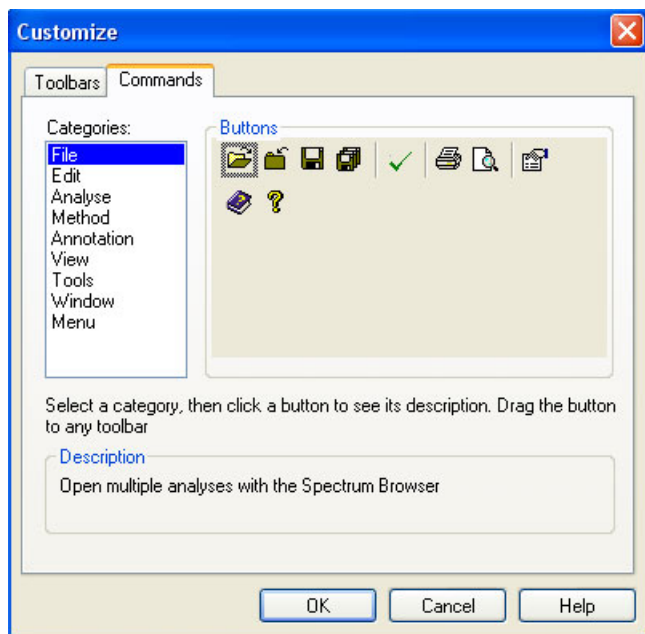 Customize
Toolbars
Commands
Categories:
Buttons
File
Edit
Analyse
Method
Annotation
View
Tools
Window
Menu
Select a category, then click a button to see its description. Drag the button
to any toolbar
Description
Open multiple analyses with the Spectrum Browser
OK
Cancel
Help